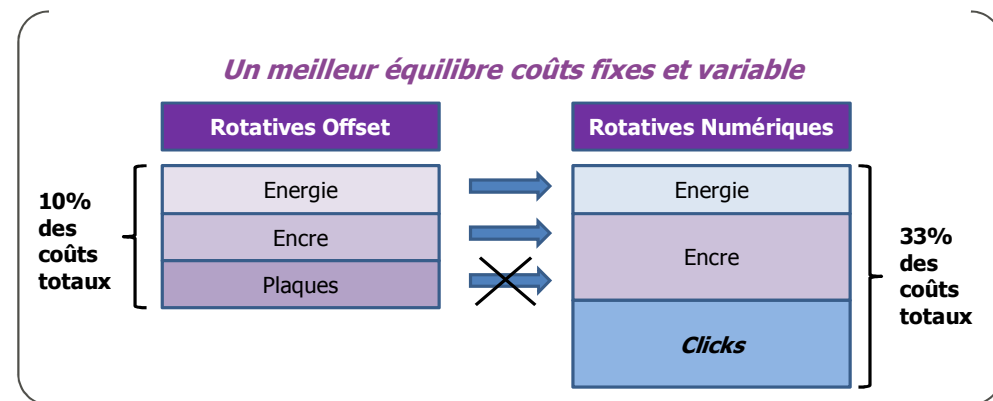 Un meilleur équilibre coûts fixes et variable
Rotatives Offset
Rotatives Numériques
10%
des
coûts
totaux
Energie
Encre
Plaques
Energie
Encre
Clicks
33%
des
coûts
totaux